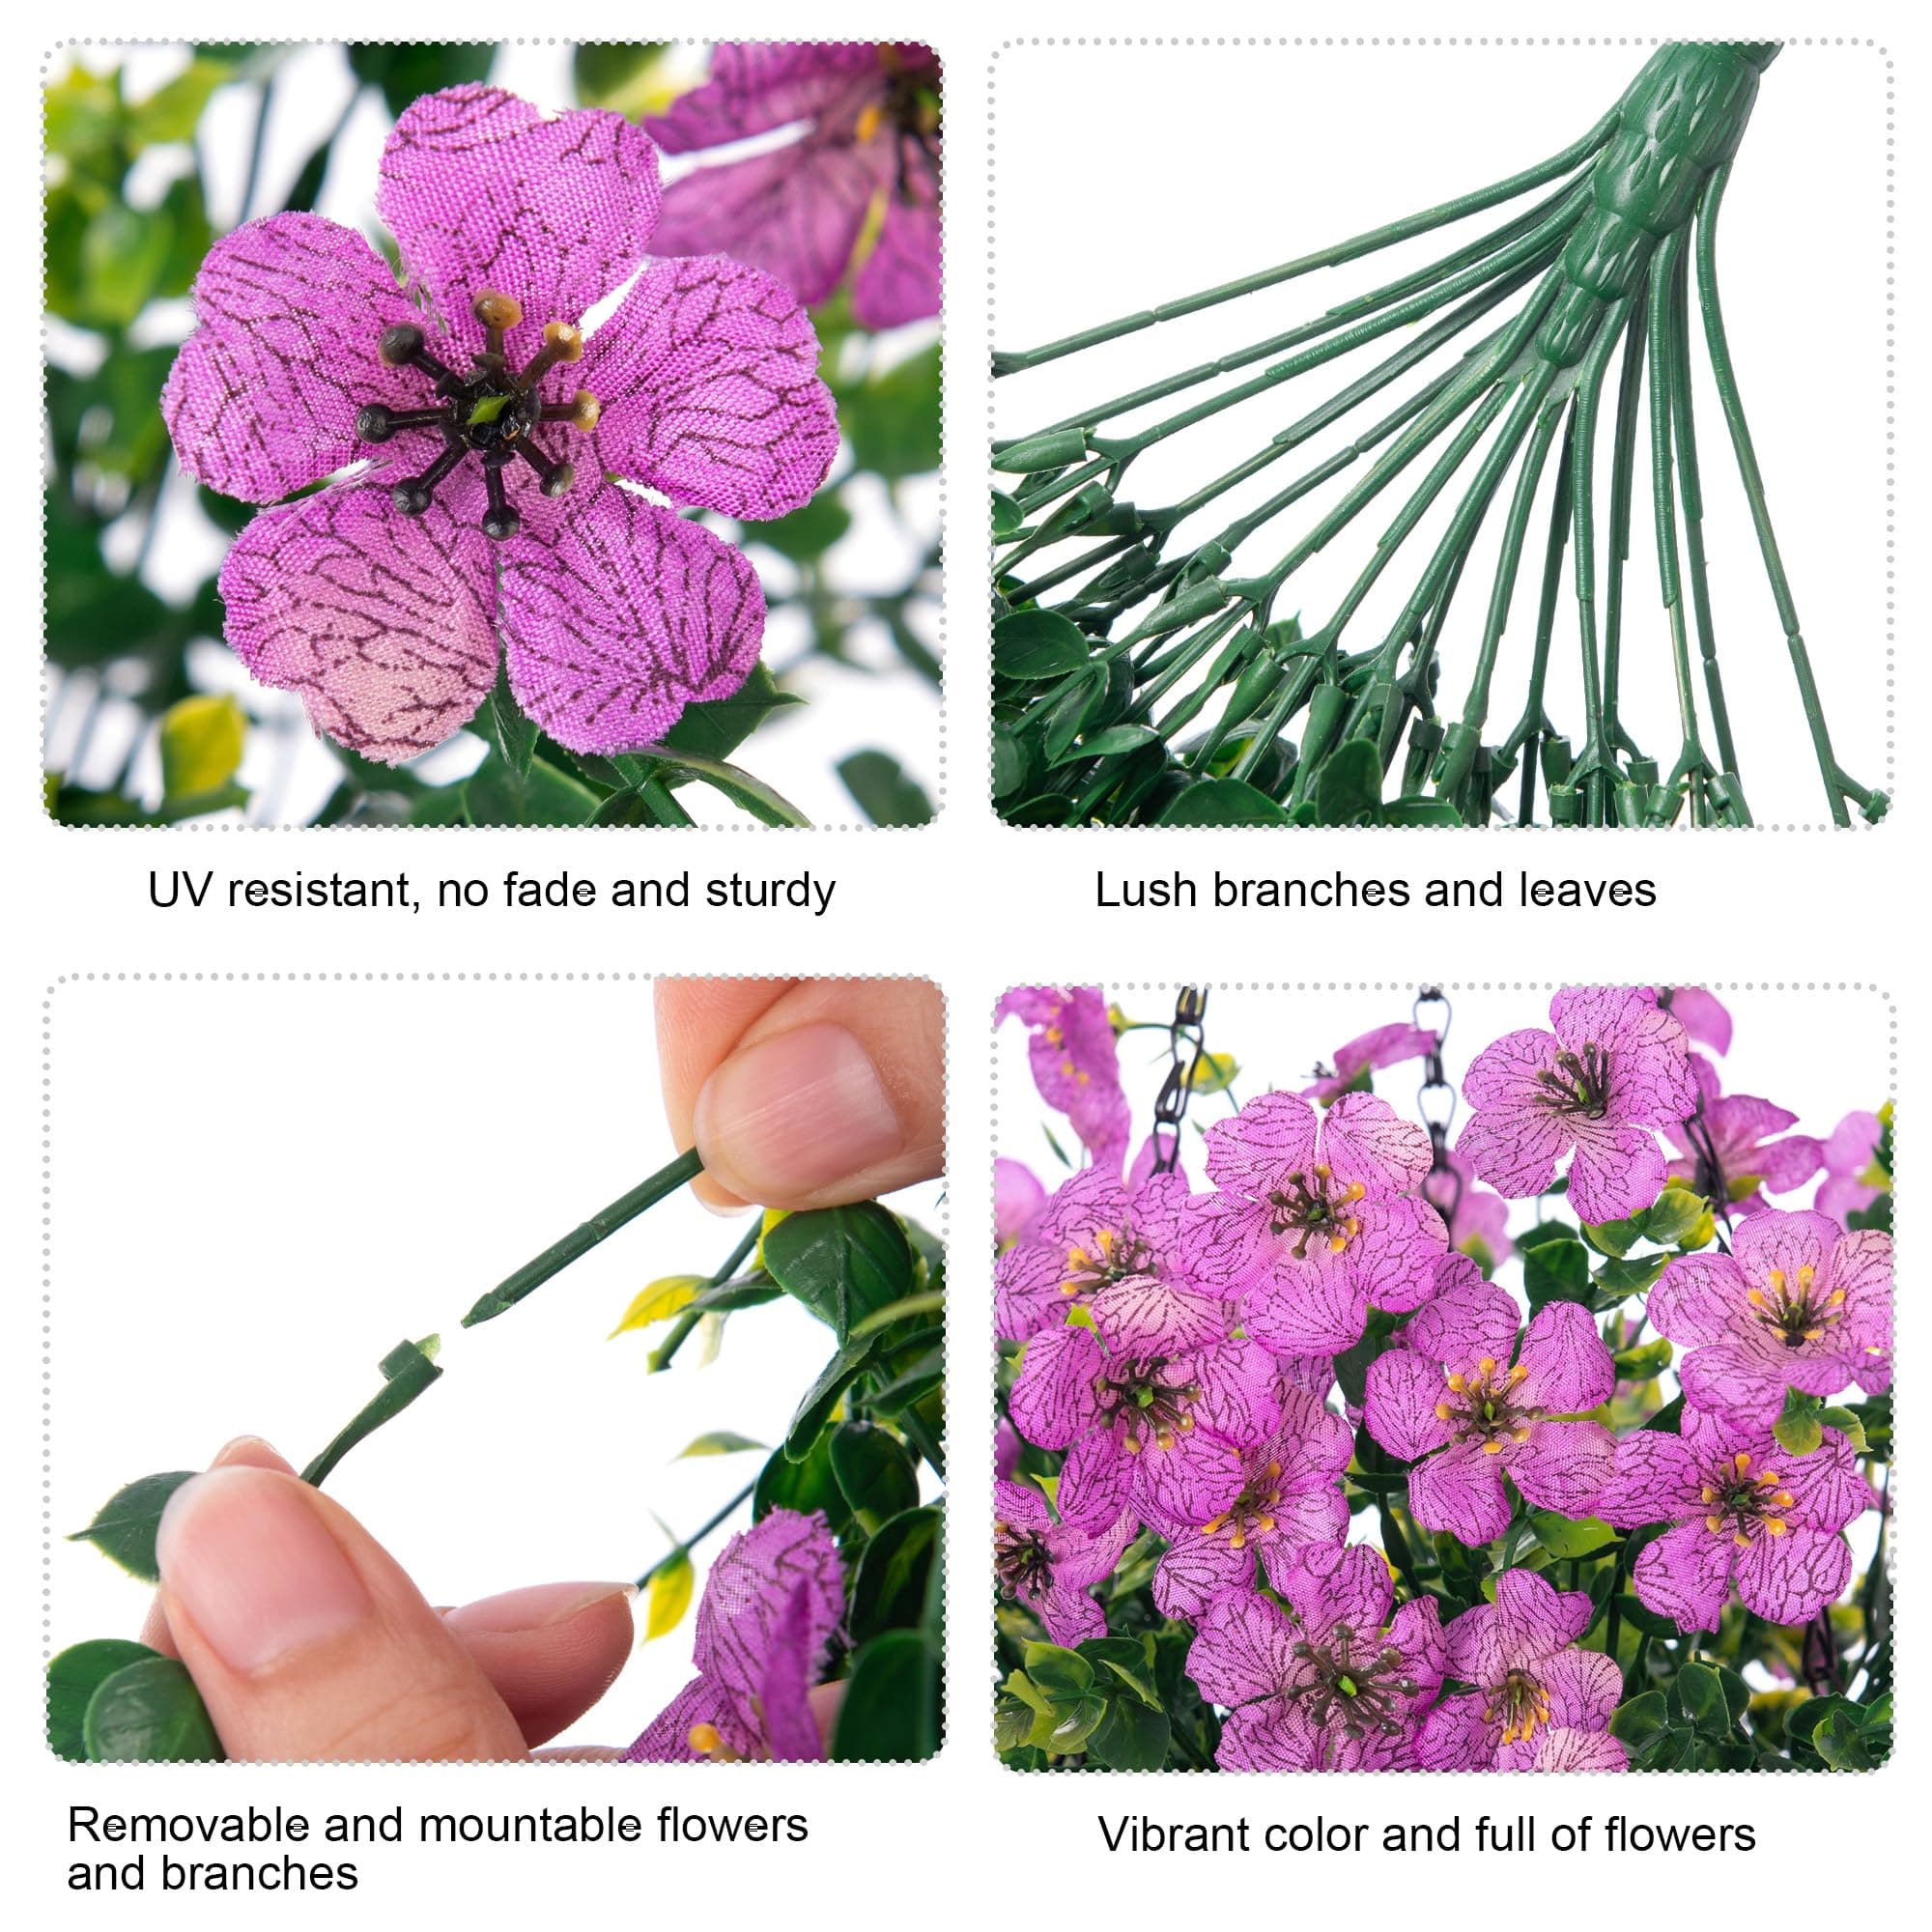 UV resistant, no fade and sturdy
Lush branches and leaves
Removable and mountable flowers
and branches
Vibrant color and full of flowers